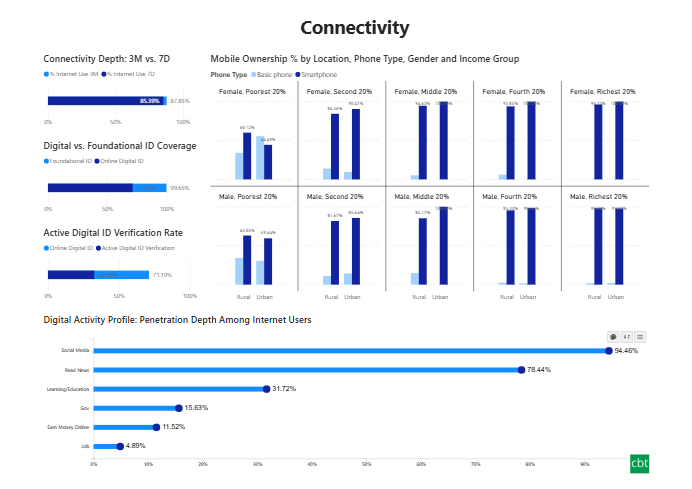 Connectivity
Connectivity Depth: 3M vs. 7D
% Internet Use 3M % Internet Use 7D
85.39% 87.85%
0% 50% 100%
Digital vs. Foundational ID Coverage
Foundational ID Online Digital ID
99.65%
0% 50% 100%
Active Digital ID Verification Rate
Online Digital ID Active Digital ID Verification
71.19%
0% 50% 100%
Mobile Ownership % by Location, Phone Type, Gender and Income Group
Phone Type Basic phone Smartphone
Female, Poorest 20% Female, Second 20% Female, Middle 20% Female, Fourth 20% Female, Richest 20%
Male, Poorest 20% Male, Second 20% Male, Middle 20% Male, Fourth 20% Male, Richest 20%
Rural Urban Rural Urban Rural Urban Rural Urban Rural Urban
Digital Activity Profile: Penetration Depth Among Internet Users
Social Media 94.46%
Read News 78.44%
Learning/Education 31.72%
Gov 15.63%
Earn Money Online 11.52%
Job 4.89%
0% 10% 20% 30% 40% 50% 60% 70% 80% 90%
cbt